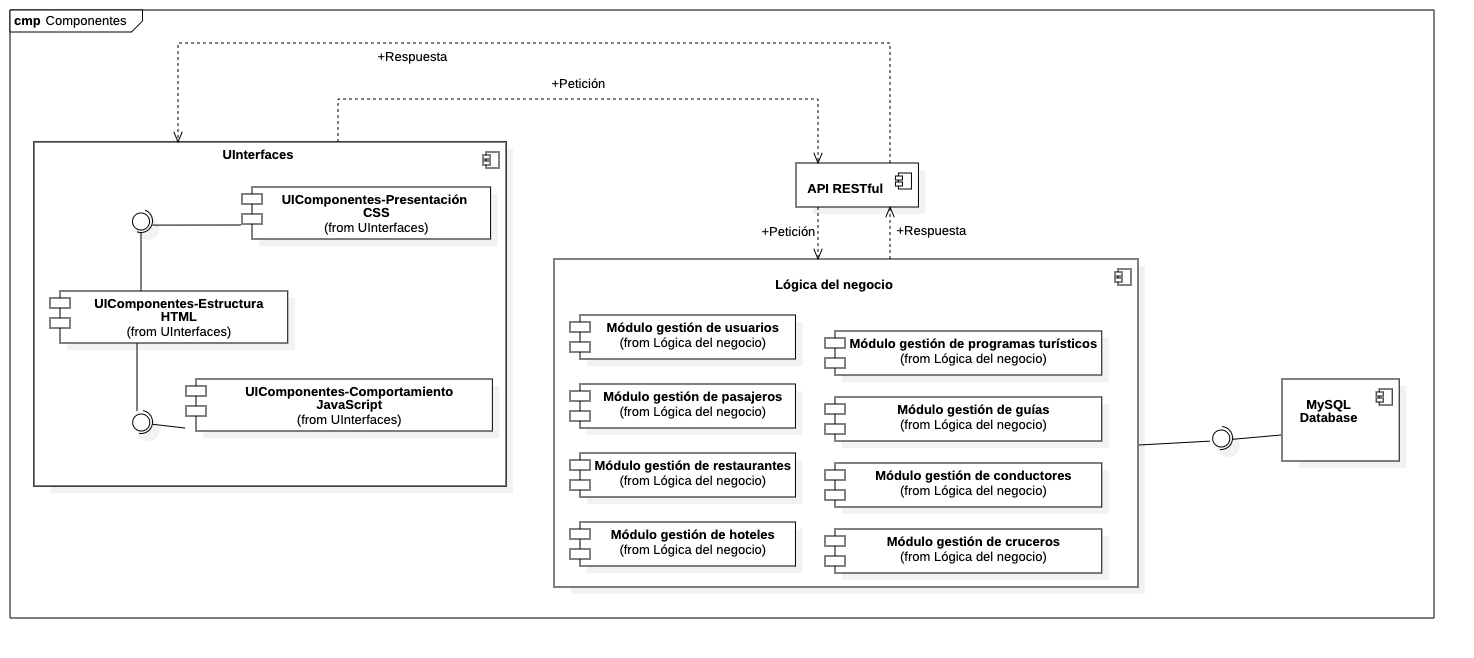 cmp Componentes
+Respuesta
+Petición
UInterfaces
UIComponentes-Presentación
CSS
(from UInterfaces)
UIComponentes-Estructura
HTML
(from UInterfaces)
UIComponentes-Comportamiento
JavaScript
(from UInterfaces)
API RESTful
+Petición
+Respuesta
Lógica del negocio
Módulo gestión de usuarios
(from Lógica del negocio)
Módulo gestión de pasajeros
(from Lógica del negocio)
Módulo gestión de restaurantes
(from Lógica del negocio)
Módulo gestión de hoteles
(from Lógica del negocio)
Módulo gestión de programas turísticos
(from Lógica del negocio)
Módulo gestión de guías
(from Lógica del negocio)
Módulo gestión de conductores
(from Lógica del negocio)
Módulo gestión de cruceros
(from Lógica del negocio)
MySQL
Database